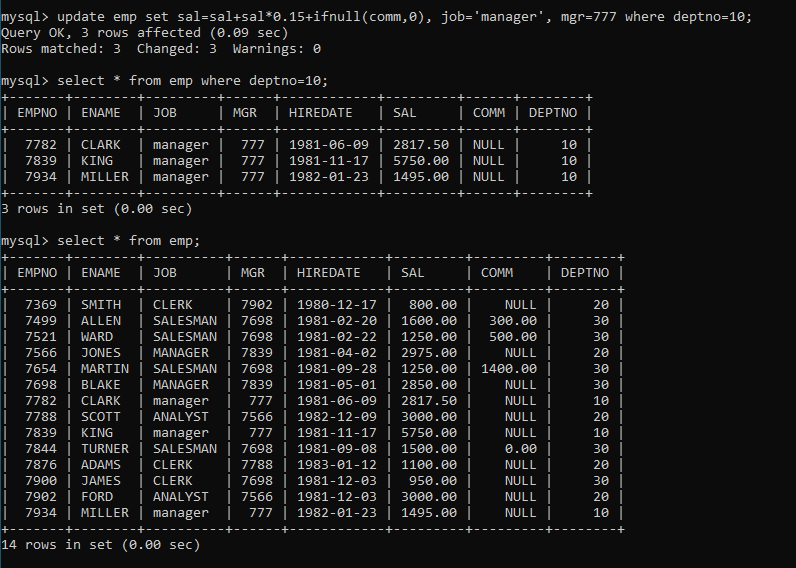 mysql> update emp set sal=sal+sal*0.15+ifnull(comm,0), job='manager', mgr=777 where deptno=10;
Query OK, 3 rows affected (0.09 sec)
Rows matched: 3  Changed: 3  Warnings: 0

mysql> select * from emp where deptno=10;
+-------+--------+---------+------+------------+---------+------+--------+
| EMPNO | ENAME  | JOB     | MGR  | HIREDATE   | SAL     | COMM | DEPTNO |
+-------+--------+---------+------+------------+---------+------+--------+
|  7782 | CLARK  | manager |  777 | 1981-06-09 | 2817.50 | NULL |     10 |
|  7839 | KING   | manager |  777 | 1981-11-17 | 5750.00 | NULL |     10 |
|  7934 | MILLER | manager |  777 | 1982-01-23 | 1495.00 | NULL |     10 |
+-------+--------+---------+------+------------+---------+------+--------+
3 rows in set (0.00 sec)

mysql> select * from emp;
+-------+--------+----------+------+------------+---------+---------+--------+
| EMPNO | ENAME  | JOB      | MGR  | HIREDATE   | SAL     | COMM    | DEPTNO |
+-------+--------+----------+------+------------+---------+---------+--------+
|  7369 | SMITH  | CLERK    | 7902 | 1980-12-17 |  800.00 |    NULL |     20 |
|  7499 | ALLEN  | SALESMAN | 7698 | 1981-02-20 | 1600.00 |  300.00 |     30 |
|  7521 | WARD   | SALESMAN | 7698 | 1981-02-22 | 1250.00 |  500.00 |     30 |
|  7566 | JONES  | MANAGER  | 7839 | 1981-04-02 | 2975.00 |    NULL |     20 |
|  7654 | MARTIN | SALESMAN | 7698 | 1981-09-28 | 1250.00 | 1400.00 |     30 |
|  7698 | BLAKE  | MANAGER  | 7839 | 1981-05-01 | 2850.00 |    NULL |     30 |
|  7782 | CLARK  | manager  |  777 | 1981-06-09 | 2817.50 |    NULL |     10 |
|  7788 | SCOTT  | ANALYST  | 7566 | 1982-12-09 | 3000.00 |    NULL |     20 |
|  7839 | KING   | manager  |  777 | 1981-11-17 | 5750.00 |    NULL |     10 |
|  7844 | TURNER | SALESMAN | 7698 | 1981-09-08 | 1500.00 |    0.00 |     30 |
|  7876 | ADAMS  | CLERK    | 7788 | 1983-01-12 | 1100.00 |    NULL |     20 |
|  7900 | JAMES  | CLERK    | 7698 | 1981-12-03 |  950.00 |    NULL |     30 |
|  7902 | FORD   | ANALYST  | 7566 | 1981-12-03 | 3000.00 |    NULL |     20 |
|  7934 | MILLER | manager  |  777 | 1982-01-23 | 1495.00 |    NULL |     10 |
+-------+--------+----------+------+------------+---------+---------+--------+
14 rows in set (0.00 sec)